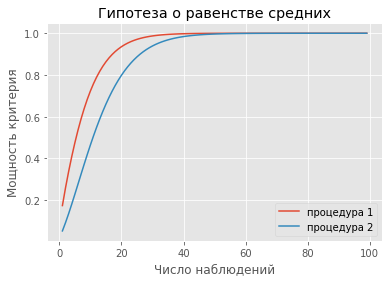 Гипотеза о равенстве средних
Мощность критерия
1.0
0.8
0.6
0.4
0.2
0
20
40
60
80
100
Число наблюдений
процедура 1
процедура 2